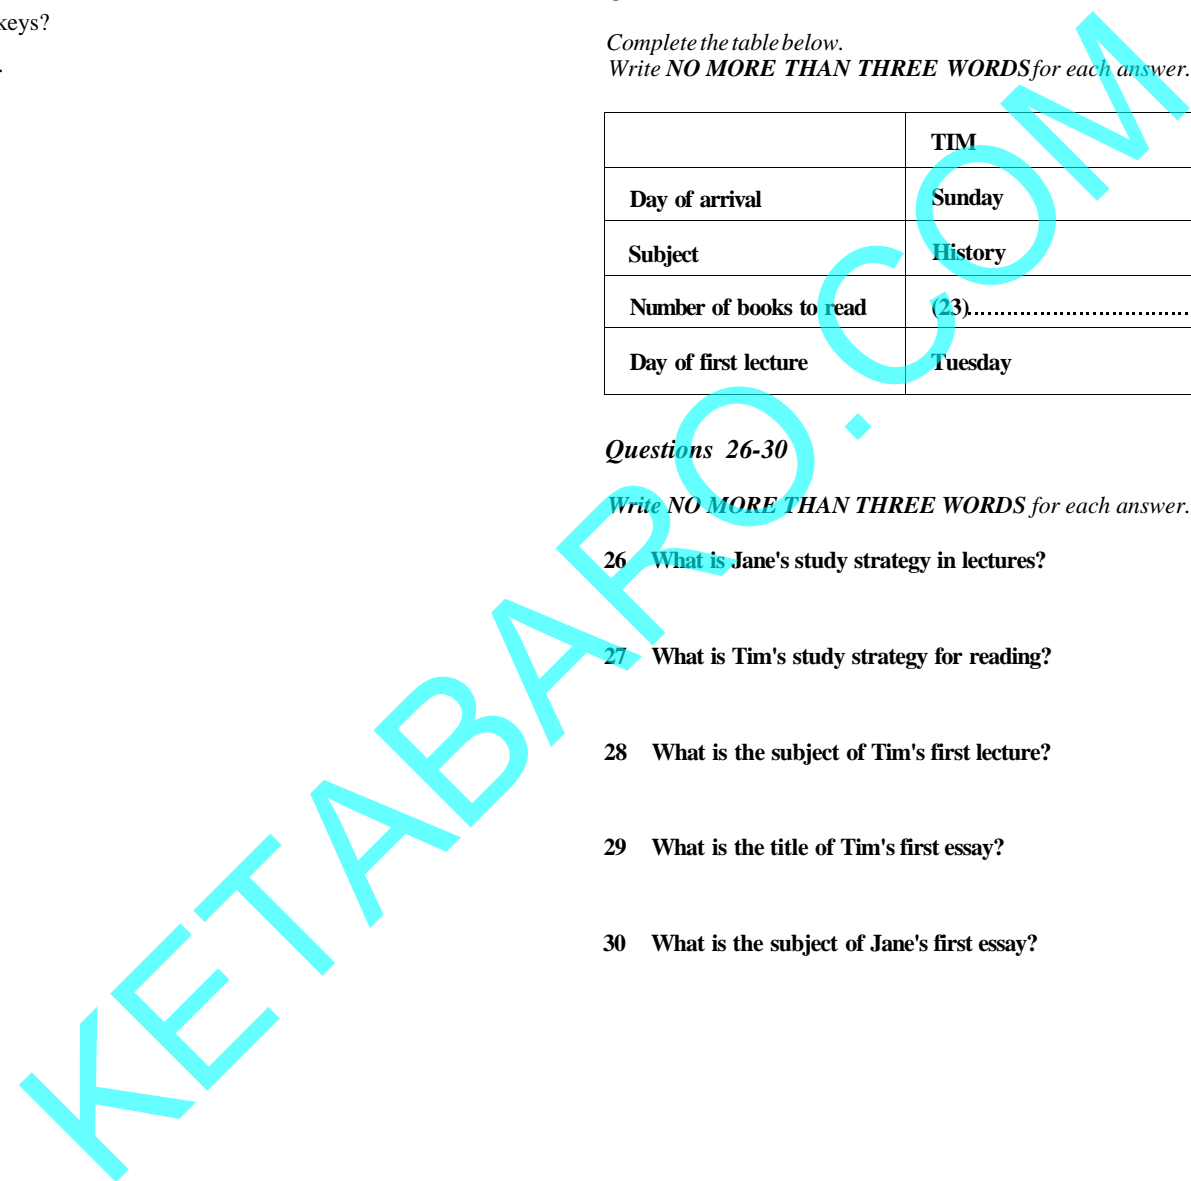 keys?
.
Complete the table below.
Write NO MORE THAN THREE WORDS for each answer.
TIM
Day of arrival Sunday
Subject History
Number of books to read (23)..............................
Day of first lecture Tuesday
Questions 26-30
Write NO MORE THAN THREE WORDS for each answer.
26 What is Jane's study strategy in lectures?
27 What is Tim's study strategy for reading?
28 What is the subject of Tim's first lecture?
29 What is the title of Tim's first essay?
30 What is the subject of Jane's first essay?
KETABARO.COM